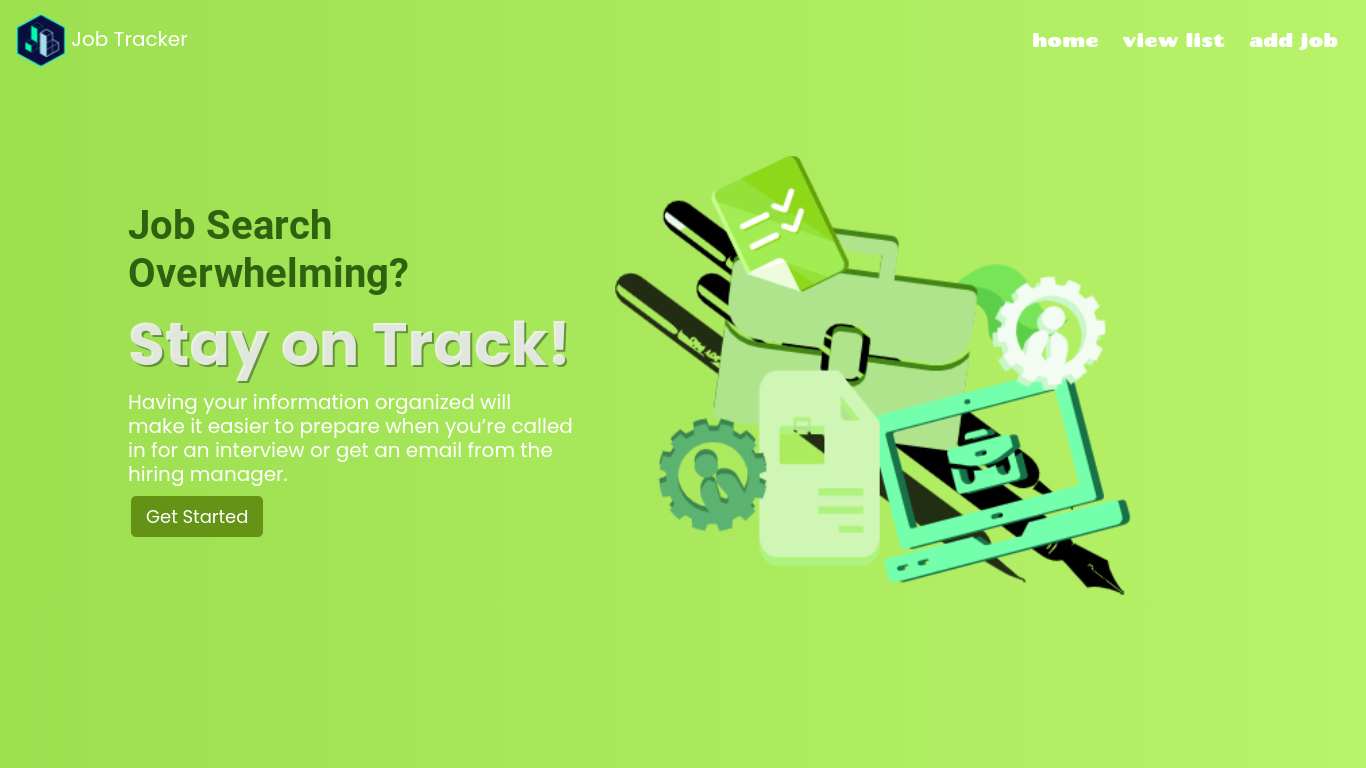 Job Tracker
home
view list
add job
Job Search
Overwhelming?
Stay on Track!
Having your information organized will
make it easier to prepare when you’re called
in for an interview or get an email from the
hiring manager.
Get Started